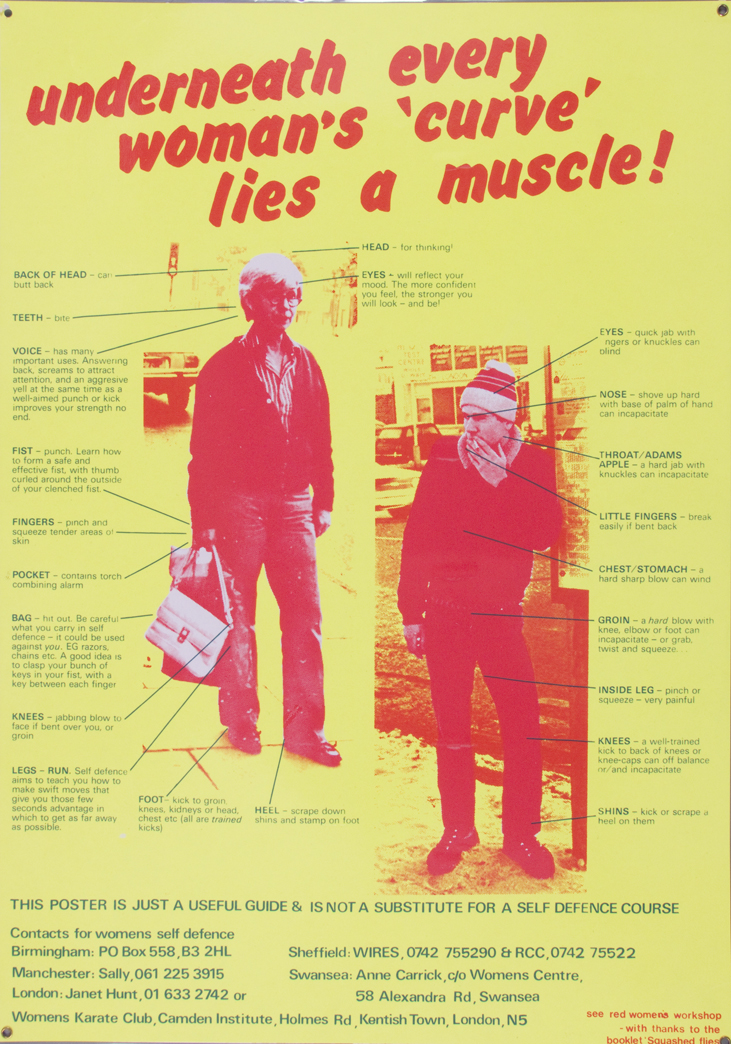 underneath every
woman's 'curve'
lies a muscle!
HEAD – for thinking!
BACK OF HEAD – can
butt back
EYES – will reflect your
mood. The more confident
you feel, the stronger you
will look – and be!
TEETH – bite
VOICE – has many
important uses. Answering
back, screams to attract
attention, and an aggresive
yell at the same time as a
well-aimed punch or kick
improves your strength no
end.
FIST – punch. Learn how
to form a safe and
effective fist, with thumb
curled around the outside
of your clenched fist.
FINGERS – pinch and
squeeze tender areas of
skin
POCKET – contains torch
combining alarm
BAG – hit out. Be careful
what you carry in self
defence – it could be used
against you. EG razors,
chains etc. A good idea is
to clasp your bunch of
keys in your fist, with a
key between each finger
KNEES – jabbing blow to
face if bent over you, or
groin
LEGS – RUN. Self defence
aims to teach you how to
make swift moves that
give you those few
seconds advantage in
which to get as far away
as possible.
FOOT – kick to groin,
knees, kidneys or head,
chest etc (all are trained
kicks)
HEEL – scrape down
shins and stamp on foot
EYES – quick jab with
ngers or knuckles can
blind
NOSE – shove up hard
with base of palm of hand
can incapacitate
THROAT/ADAMS
APPLE – a hard jab with
knuckles can incapacitate
LITTLE FINGERS – break
easily if bent back
CHEST/STOMACH – a
hard sharp blow can wind
GROIN – a hard blow with
knee, elbow or foot can
incapacitate – or grab,
twist and squeeze...
INSIDE LEG – pinch or
squeeze – very painful
KNEES – a well-trained
kick to back of knees or
knee-caps can off balance
or/and incapacitate
SHINS – kick or scrape a
heel on them
THIS POSTER IS JUST A USEFUL GUIDE & IS NOT A SUBSTITUTE FOR A SELF DEFENCE COURSE
Contacts for womens self defence
Birmingham: PO Box 558, B3 2HL
Manchester: Sally, 061 225 3915
London: Janet Hunt, 01 633 2742 or
Womens Karate Club, Camden Institute, Holmes Rd, Kentish Town, London, N5
Sheffield: WIRES, 0742 755290 & RCC, 0742 75522
Swansea: Anne Carrick, c/o Womens Centre,
58 Alexandra Rd, Swansea
see red womens workshop
- with thanks to the
booklet 'Squashed flies